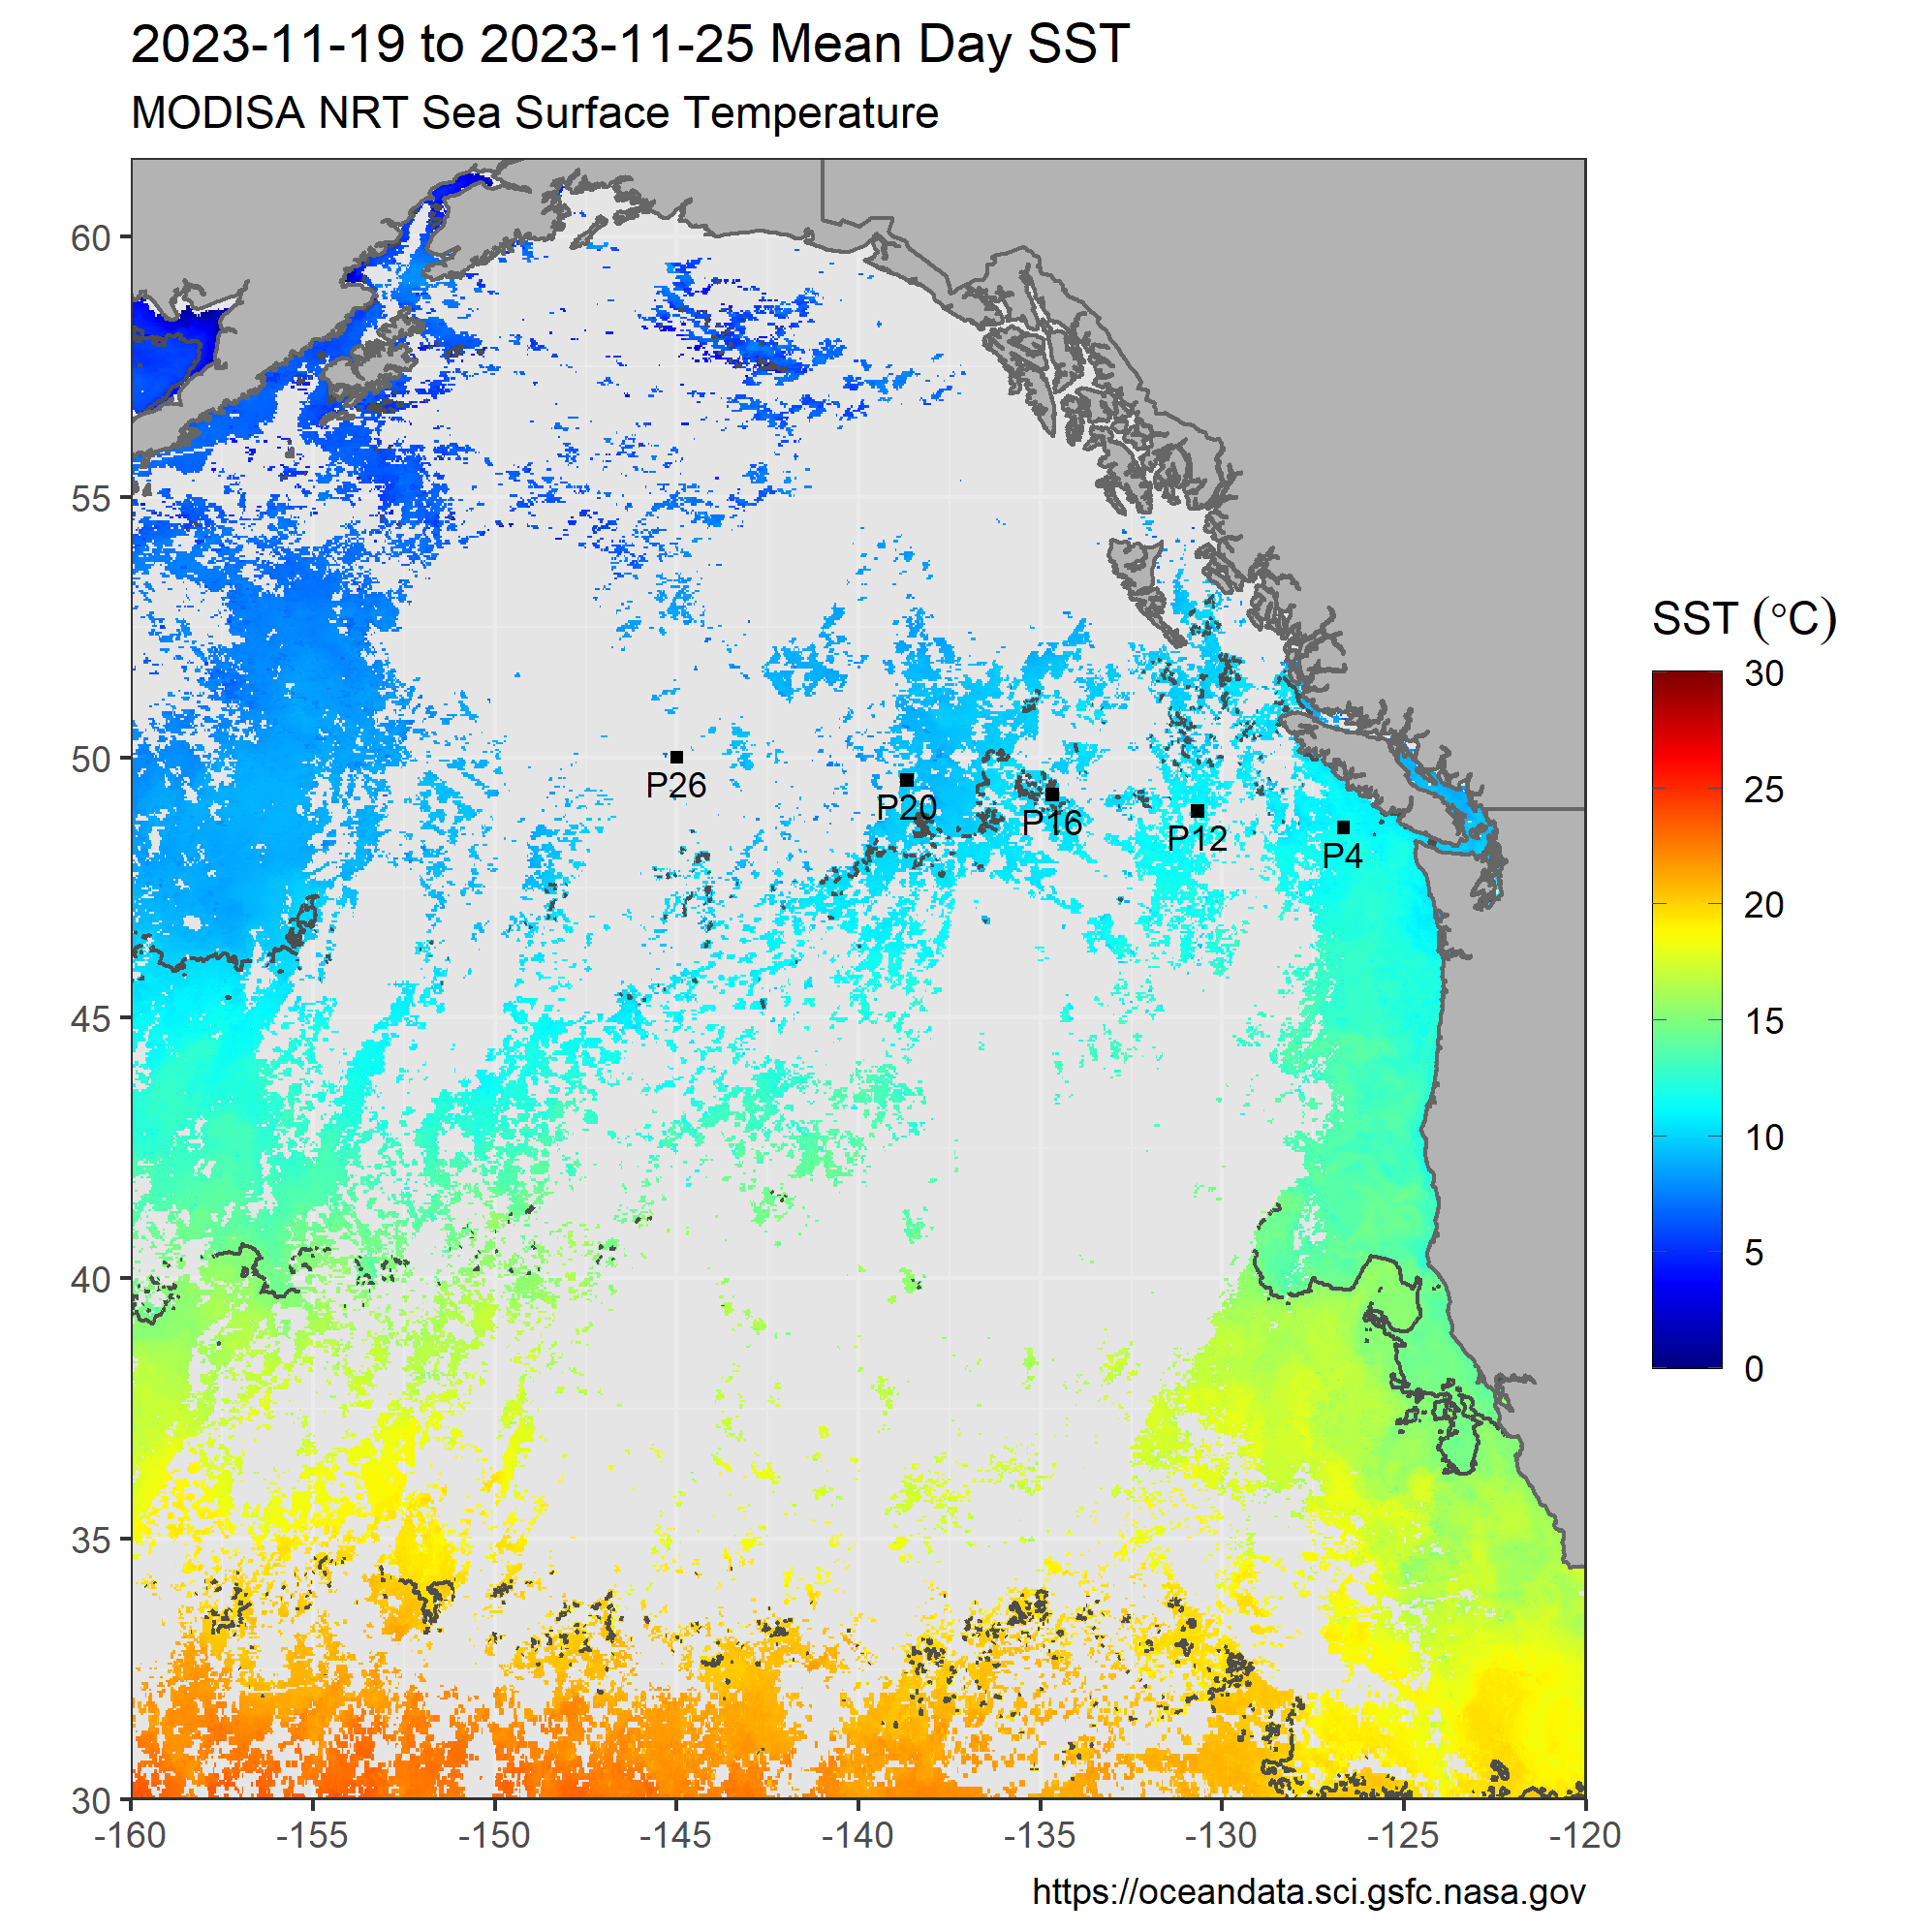 2023-11-19 to 2023-11-25 Mean Day SST
MODISA NRT Sea Surface Temperature
60
55
50
45
40
35
30
-160
-155
-150
-145
-140
-135
-130
-125
-120
P26
P20
P16
P12
P4
SST (°C)
30
25
20
15
10
5
0
https://oceandata.sci.gsfc.nasa.gov